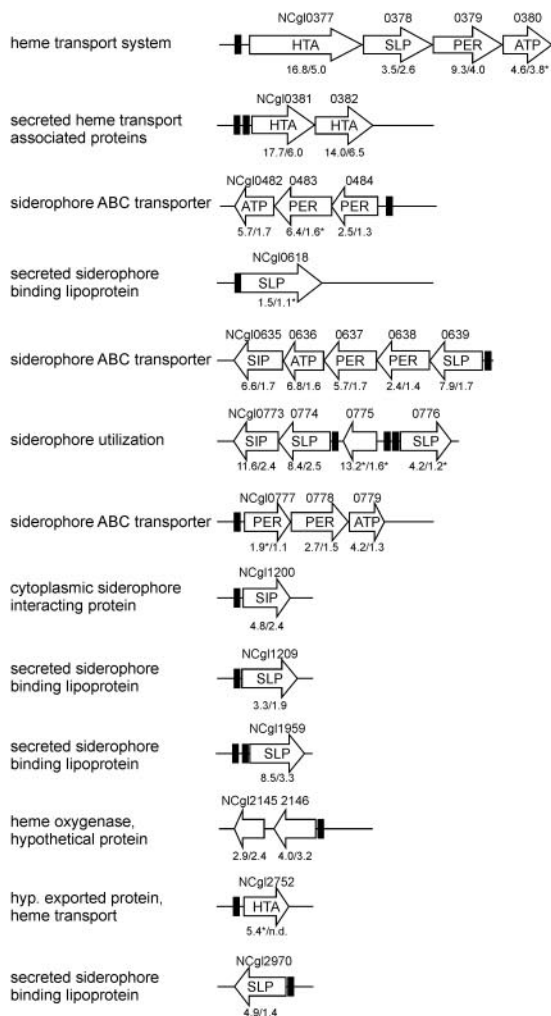 NCgl0377 0378 0379 0380
heme transport system
HTA SLP PER ATP
16.8/5.0 3.5/2.6 9.3/4.0 4.6/3.8*
NCgl0381 0382
secreted heme transport
associated proteins
HTA HTA
17.7/6.0 14.0/6.5
NCgl0482 0483 0484
siderophore ABC transporter
ATP PER PER
5.7/1.7 6.4/1.6* 2.5/1.3
NCgl0618
secreted siderophore
binding lipoprotein
SLP
1.5/1.1*
NCgl0635 0636 0637 0638 0639
siderophore ABC transporter
SIP ATP PER PER SLP
6.6/1.7 6.8/1.6 5.7/1.7 2.4/1.4 7.9/1.7
NCgl0773 0774 0775 0776
siderophore utilization
SIP SLP SLP
11.6/2.4 8.4/2.5 13.2*/1.6* 4.2/1.2*
NCgl0777 0778 0779
siderophore ABC transporter
PER PER ATP
1.9*/1.1 2.7/1.5 4.2/1.3
NCgl1200
cytoplasmic siderophore
interacting protein
SIP
4.8/2.4
NCgl1209
secreted siderophore
binding lipoprotein
SLP
3.3/1.9
NCgl1959
secreted siderophore
binding lipoprotein
SLP
8.5/3.3
NCgl2145 2146
heme oxygenase,
hypothetical protein
2.9/2.4 4.0/3.2
NCgl2752
hyp. exported protein,
heme transport
HTA
5.4*/n.d.
NCgl2970
secreted siderophore
binding lipoprotein
SLP
4.9/1.4